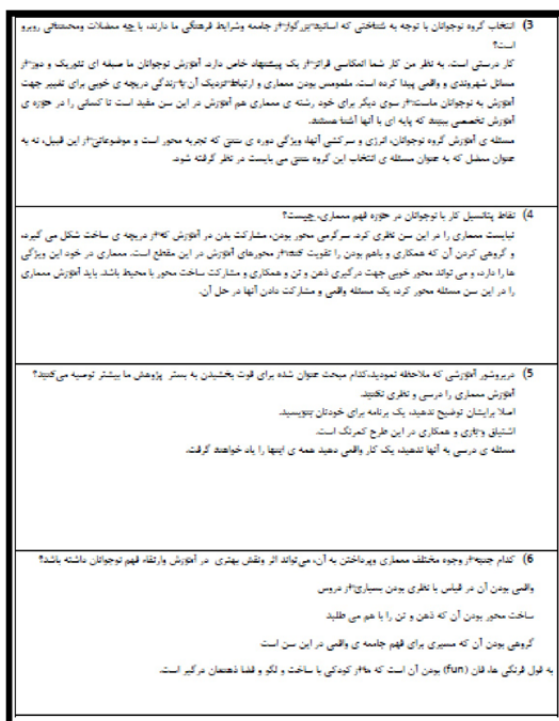 3) انتخاب گروه نوجوانان با توجه به شناختی که اساتید بزرگوار از جامعه وشرایط فرهنگی ما دارند، با چه معضلات ومحدودیتی روبرو
است؟
کار درستی است. به نظر من کار شما انعکاسی فراتر از یک پیشنهاد خاص دارد. آموزش نوجوانان ما صبغه ای تئوریک و دور از
مسائل شهروندی و واقعی پیدا کرده است. ملموس بودن معماری و ارتباط نزدیک آن با زندگی دریچه ی خوبی برای تغییر جهت
آموزش به نوجوانان ماست. از سوی دیگر برای خود رشته ی معماری هم آموزش در این سن مفید است تا کسانی را در حوزه ی
آموزش تخصصی ببیند که پایه ای با آنها آشنا هستند.
مسئله ی آموزش گروه نوجوانان، انرژی و سرکشی آنها، ویژگی دوره ی سنی که تجربه محور است و موضوعاتی از این قبیل، نه به
عنوان معضل که به عنوان مسئله ی انتخاب این گروه سنی می بایست در نظر گرفته شود.
4) نقاط پتانسیل کار با نوجوانان در حوزه فهم معماری، چیست؟
نبایست معماری را در این سن نظری کرد. سرگرمی محور بودن، مشارکت بدن در آموزش که از دریچه ی ساخت شکل می گیرد،
و گروهی کردن آن که همکاری و باهم بودن را تقویت کند از محورهای آموزش در این مقطع است. معماری در خود این ویژگی
ها را دارد، و می تواند محور خوبی جهت درگیری ذهن و تن و همکاری و مشارکت ساخت محور با محیط باشد. باید آموزش معماری
را در این سن مسئله محور کرد، یک مسئله واقعی و مشارکت دادن آنها در حل آن.
5) دربروشور آموزشی که ملاحظه نمودید،کدام مبحث عنوان شده برای قوت بخشیدن به بستر پژوهش ما بیشتر توصیه می‌کنید؟
آموزش معماری را درسی و نظری نکنید.
اصلا برایشان توضیح ندهید، یک برنامه برای خودتان بنویسید.
اشتیاق و بازی و همکاری در این طرح کمرنگ است.
مسئله ی درسی به آنها ندهید، یک کار واقعی دهید همه ی اینها را یاد خواهند گرفت.
6) کدام جنبه از وجوه مختلف معماری وپرداختن به آن، می‌تواند اثر ونقش بهتری در آموزش وارتقاء فهم نوجوانان داشته باشد؟
واقعی بودن آن در قیاس با نظری بودن بسیاری از دروس
ساخت محور بودن آن که ذهن و تن را با هم می طلبد
گروهی بودن آن که مسیری برای فهم جامعه ی واقعی در این سن است
به قول فرنگی ها، فان (fun) بودن آن است که ما از کودکی با ساخت و لگو و فضا ذهنمان درگیر است.